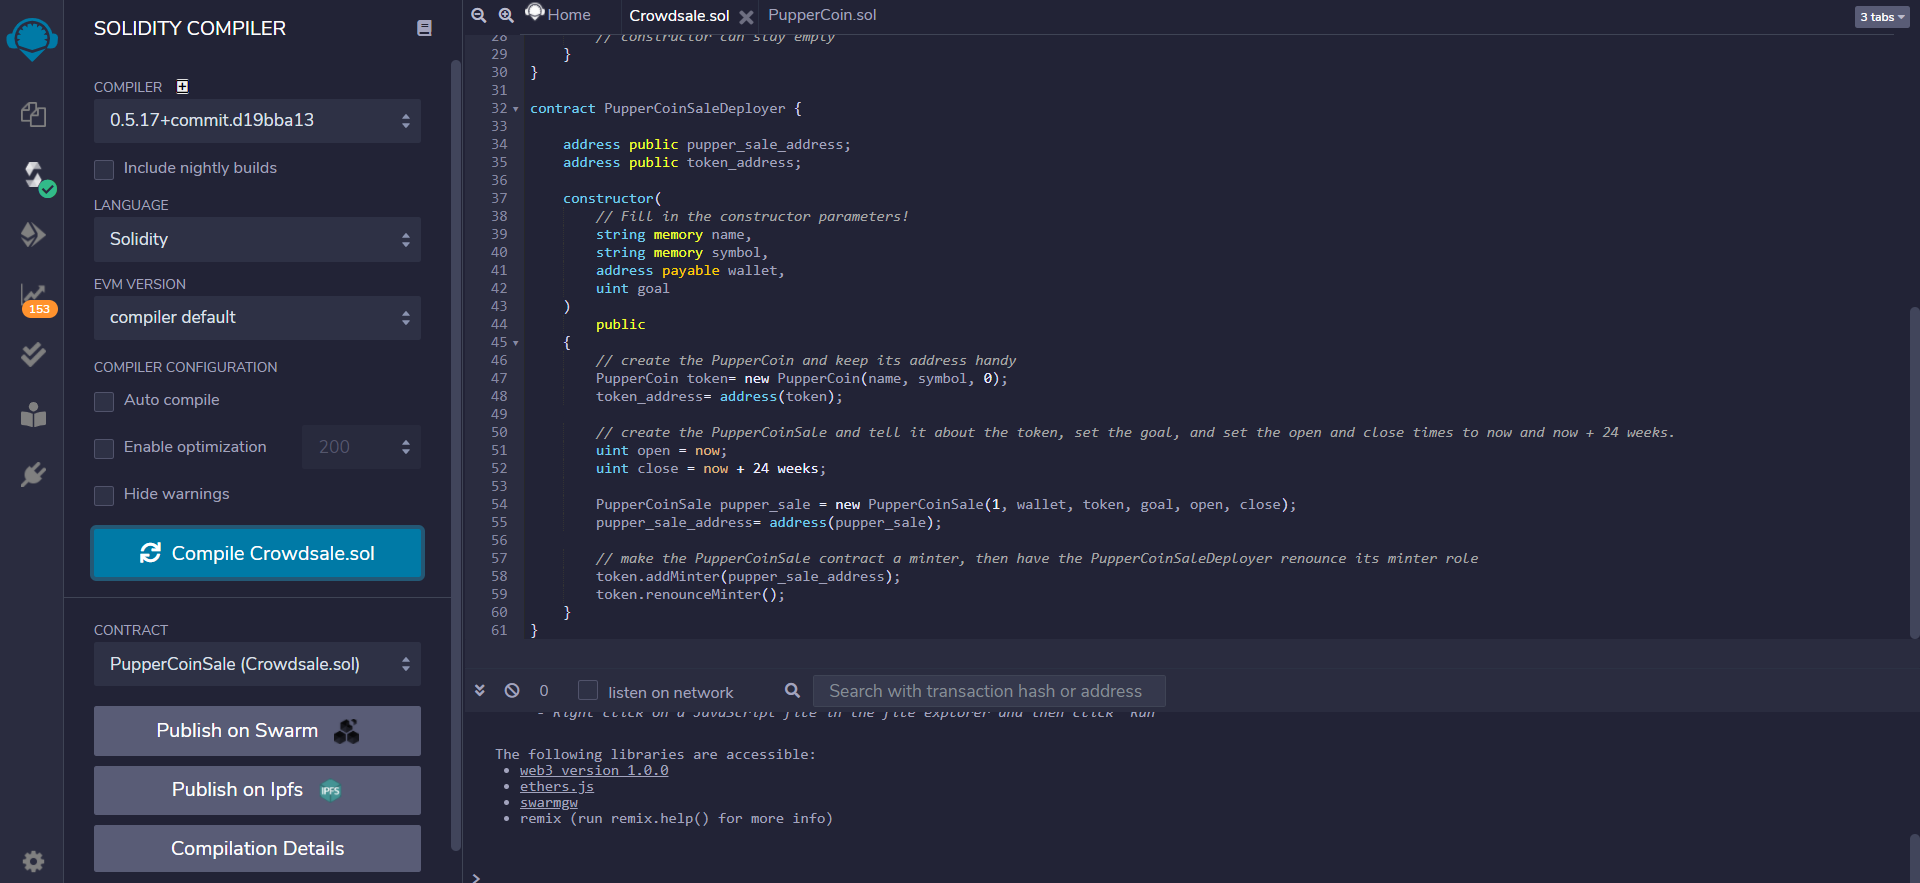 SOLIDITY COMPILER
COMPILER
0.5.17+commit.d19bba13
Include nightly builds
LANGUAGE
Solidity
EVM VERSION
compiler default
COMPILER CONFIGURATION
Auto compile
Enable optimization 200
Hide warnings
Compile Crowdsale.sol
CONTRACT
PupperCoinSale (Crowdsale.sol)
Publish on Swarm
Publish on Ipfs IPFS
Compilation Details
153
Home Crowdsale.sol PupperCoin.sol 3 tabs
28 // constructor can stay empty
29 }
30 }
31
32 contract PupperCoinSaleDeployer {
33
34 address public pupper_sale_address;
35 address public token_address;
36
37 constructor(
38 // Fill in the constructor parameters!
39 string memory name,
40 string memory symbol,
41 address payable wallet,
42 uint goal
43 )
44 public
45 {
46 // create the PupperCoin and keep its address handy
47 PupperCoin token= new PupperCoin(name, symbol, 0);
48 token_address= address(token);
49
50 // create the PupperCoinSale and tell it about the token, set the goal, and set the open and close times to now and now + 24 weeks.
51 uint open = now;
52 uint close = now + 24 weeks;
53
54 PupperCoinSale pupper_sale = new PupperCoinSale(1, wallet, token, goal, open, close);
55 pupper_sale_address= address(pupper_sale);
56
57 // make the PupperCoinSale contract a minter, then have the PupperCoinSaleDeployer renounce its minter role
58 token.addMinter(pupper_sale_address);
59 token.renounceMinter();
60 }
61 }
0 listen on network Search with transaction hash or address
- Right click on a JavaScript file in the file explorer and then click `Run`
The following libraries are accessible:
• web3 version 1.0.0
• ethers.js
• swarmgw
• remix (run remix.help() for more info)
>